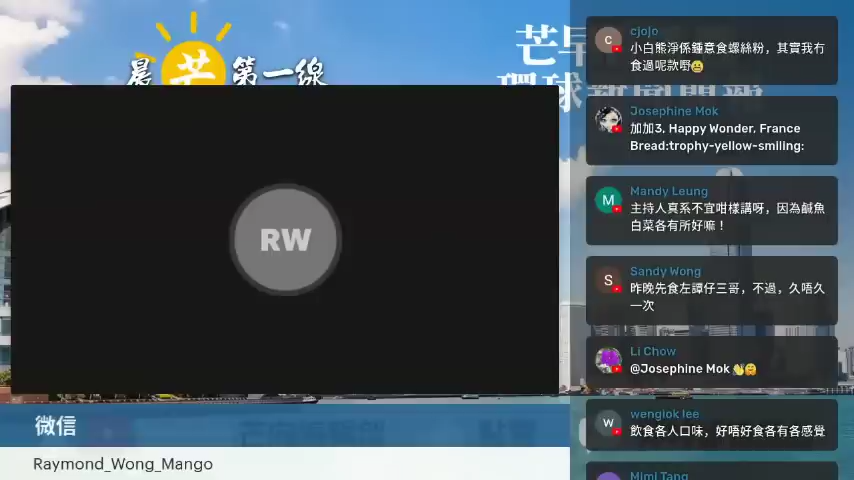 晨芒第一線
芒早
環球新聞
RW
微信
Raymond_Wong_Mango
c
cjojo
小白熊淨係鍾意食螺絲粉，其實我冇
食過呢款嘢
Josephine Mok
加加3. Happy Wonder, France
Bread:trophy-yellow-smiling:
M
Mandy Leung
主持人真系不宜咁樣講呀，因為鹹魚
白菜各有所好嘛！
S
Sandy Wong
昨晚先食左譚仔三哥，不過，久唔久
一次
Li Chow
@Josephine Mok
w
wengiok lee
飲食各人口味，好唔好食各有各感覺
Mimi Tang